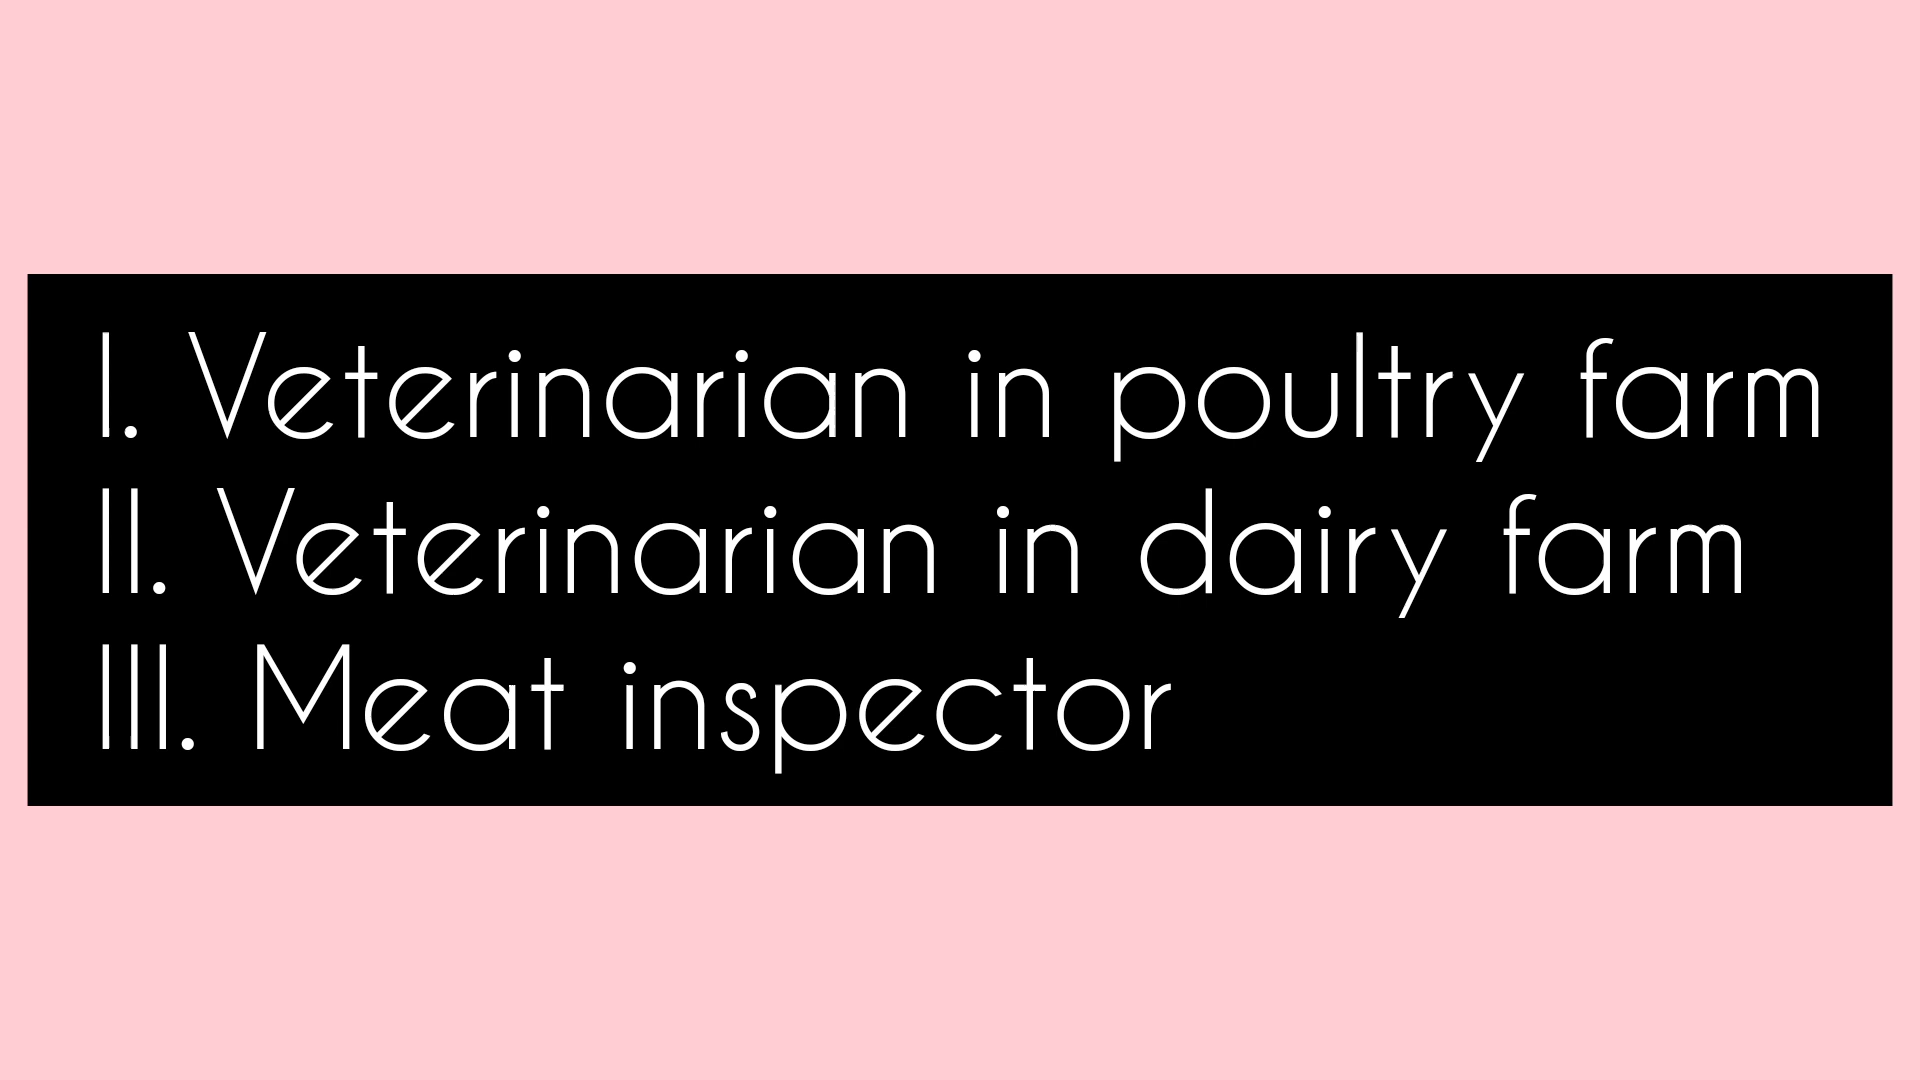 I. Veterinarian in poultry farm
II. Veterinarian in dairy farm
III. Meat inspector